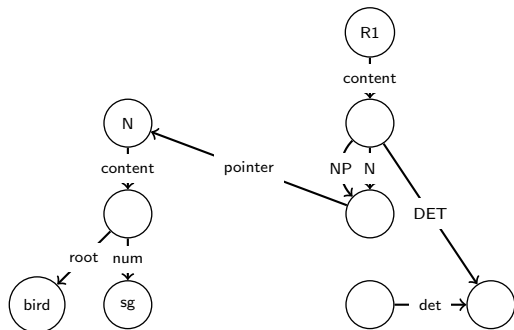 R1
content
N
content
pointer
NP N
DET
root num
bird sg
det